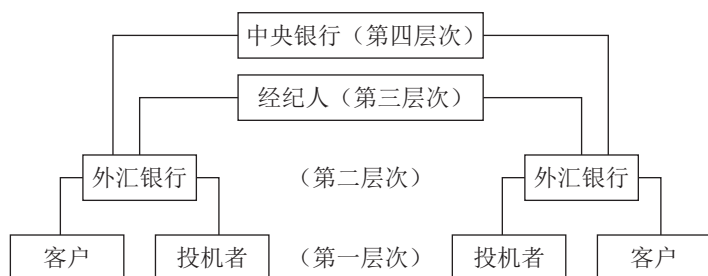 中央银行（第四层次）
经纪人（第三层次）
外汇银行 （第二层次） 外汇银行
客户 投机者 （第一层次） 投机者 客户